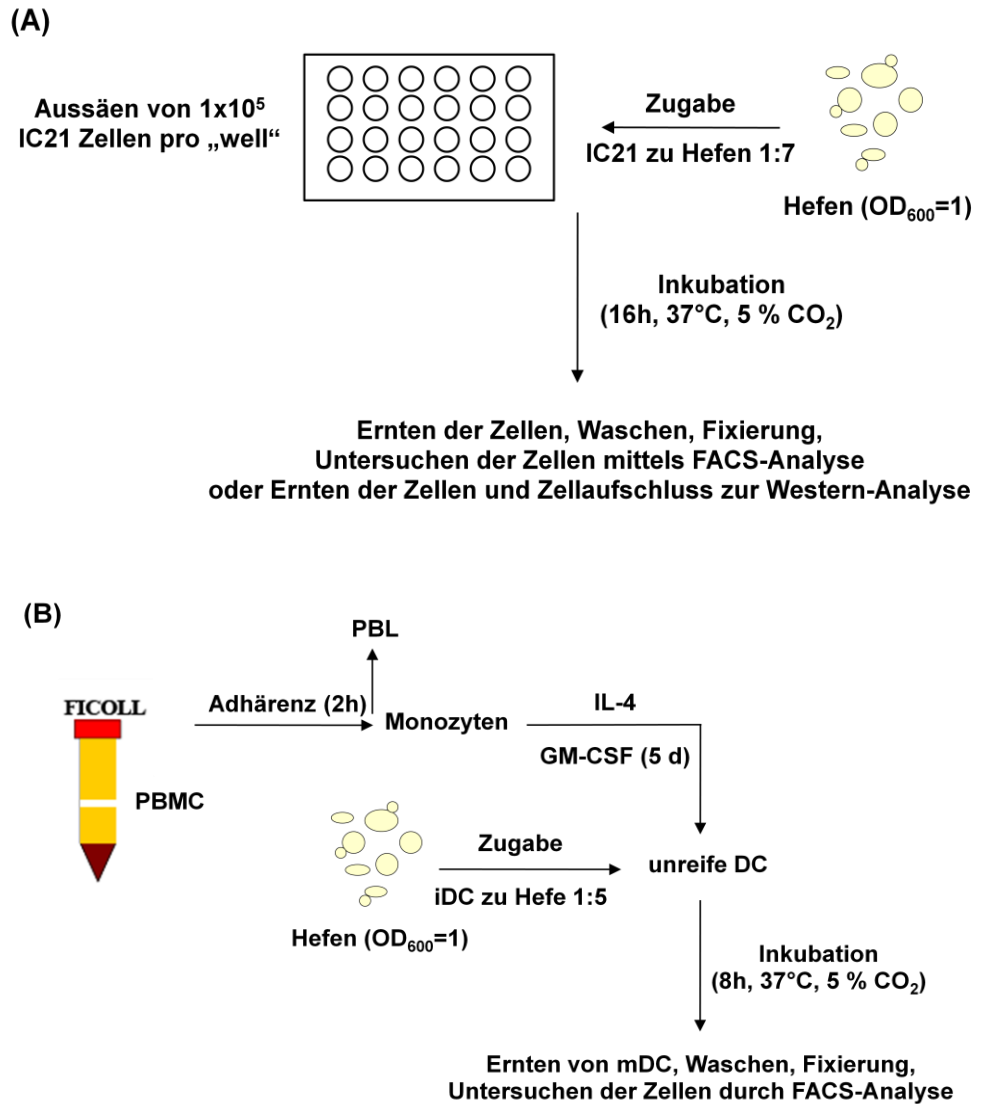 (A)
Aussäen von 1x10⁵
IC21 Zellen pro „well“
Zugabe
IC21 zu Hefen 1:7
Hefen (OD₆₀₀=1)
Inkubation
(16h, 37°C, 5 % CO₂)
Ernten der Zellen, Waschen, Fixierung,
Untersuchen der Zellen mittels FACS-Analyse
oder Ernten der Zellen und Zellaufschluss zur Western-Analyse
(B)
PBL
FICOLL
Adhärenz (2h)
Monozyten
IL-4
GM-CSF (5 d)
PBMC
Zugabe
iDC zu Hefe 1:5
unreife DC
Hefen (OD₆₀₀=1)
Inkubation
(8h, 37°C, 5 % CO₂)
Ernten von mDC, Waschen, Fixierung,
Untersuchen der Zellen durch FACS-Analyse